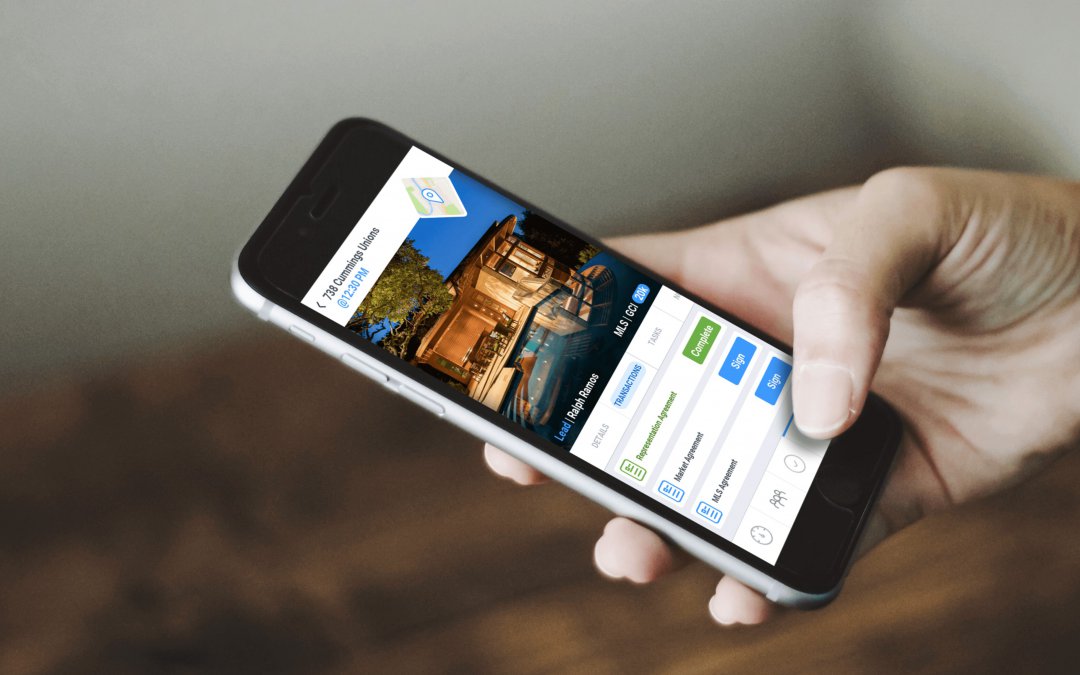 738 Cummings Unions
@12:30 PM
Lead | Ralph Ramos
MLS | GCI 20k
DETAILS
TRANSACTIONS
TASKS
Representation Agreement
Complete
Market Agreement
Sign
MLS Agreement
Sign